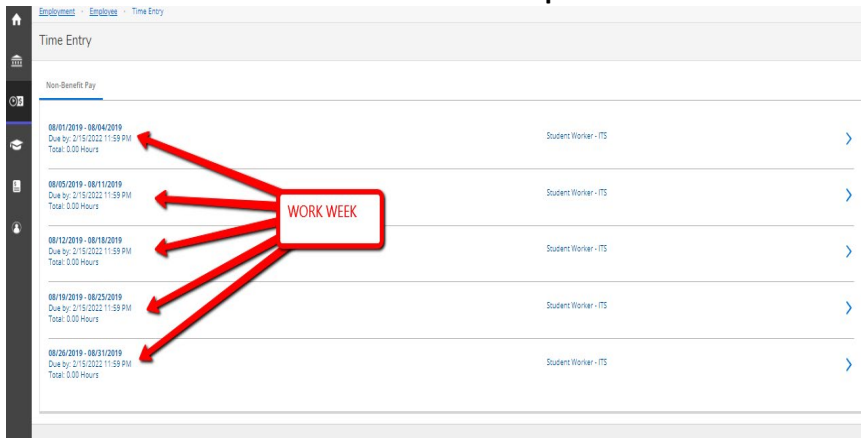 Employment · Employee · Time Entry
Time Entry
Non-Benefit Pay
08/01/2019 - 08/04/2019
Due by: 2/15/2022 11:59 PM
Total: 0.00 Hours
Student Worker - ITS
08/05/2019 - 08/11/2019
Due by: 2/15/2022 11:59 PM
Total: 0.00 Hours
Student Worker - ITS
WORK WEEK
08/12/2019 - 08/18/2019
Due by: 2/15/2022 11:59 PM
Total: 0.00 Hours
Student Worker - ITS
08/19/2019 - 08/25/2019
Due by: 2/15/2022 11:59 PM
Total: 0.00 Hours
Student Worker - ITS
08/26/2019 - 08/31/2019
Due by: 2/15/2022 11:59 PM
Total: 0.00 Hours
Student Worker - ITS